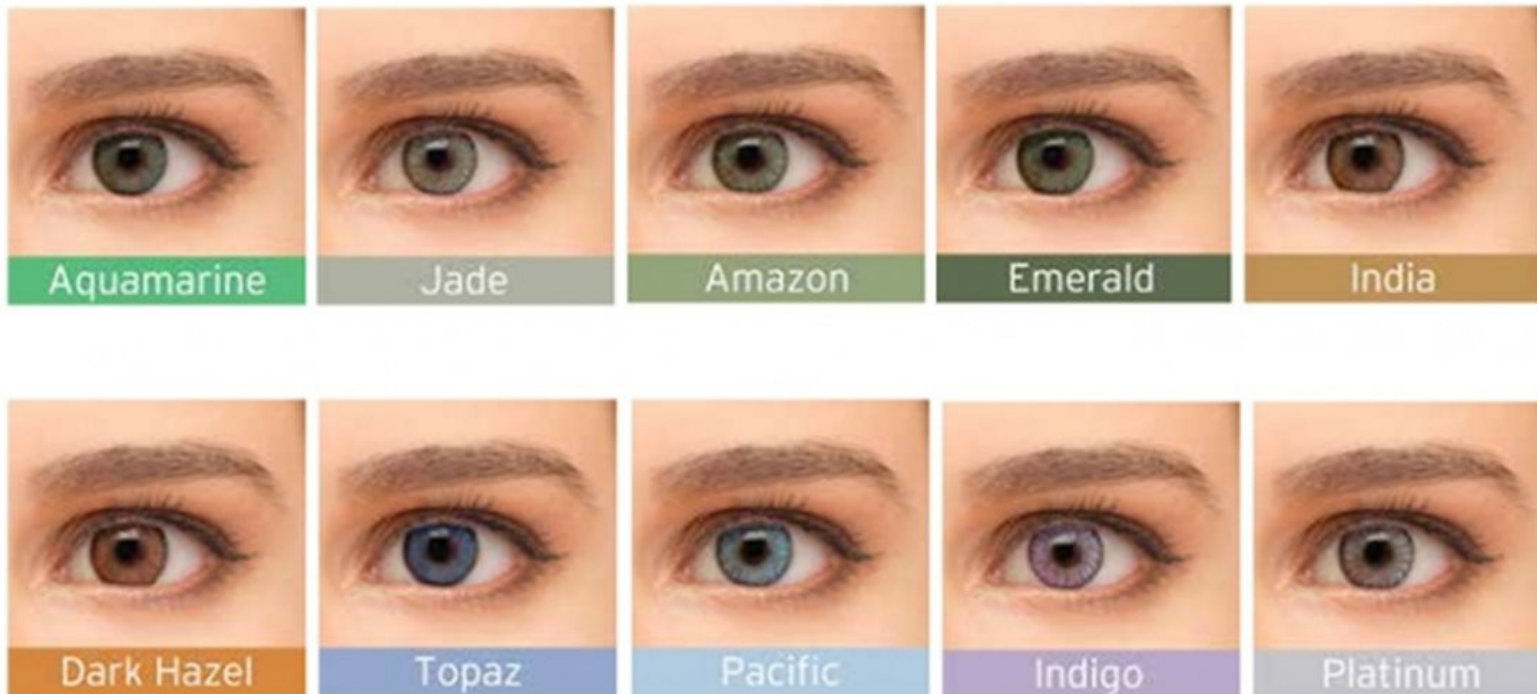 Aquamarine
Jade
Amazon
Emerald
India
Dark Hazel
Topaz
Pacific
Indigo
Platinum